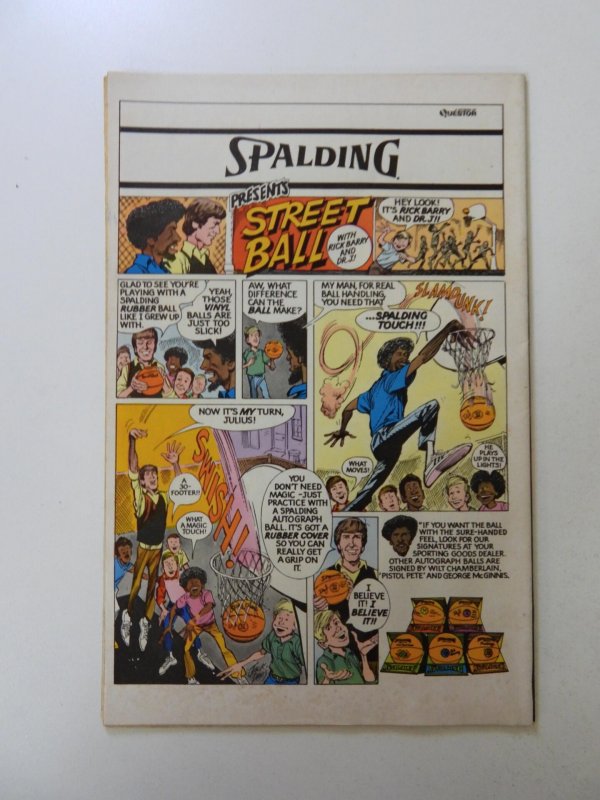 QUESTOR
SPALDING
PRESENTS
STREET
BALL
WITH
RICK BARRY
AND
DR. J!
HEY LOOK!
IT'S RICK BARRY
AND DR. J!!
GLAD TO SEE YOU'RE
PLAYING WITH A
SPALDING
RUBBER BALL
LIKE I GREW UP
WITH.
YEAH,
THOSE
VINYL
BALLS ARE
JUST TOO
SLICK!
AW, WHAT
DIFFERENCE
CAN THE
BALL MAKE?
MY MAN, FOR REAL
BALL HANDLING,
YOU NEED THAT
...SPALDING
TOUCH!!!
SLAMDUNK!
WHAT
MOVES!
HE
PLAYS
UP IN THE
LIGHTS!
NOW IT'S MY TURN,
JULIUS!
SWISH!
A
30-
FOOTER!!
WHAT
A MAGIC
TOUCH!
YOU
DON'T NEED
MAGIC -JUST
PRACTICE WITH
A SPALDING
AUTOGRAPH
BALL. IT'S GOT A
RUBBER COVER
SO YOU CAN
REALLY GET
A GRIP ON
IT.
I
BELIEVE
IT! I
BELIEVE
IT!!
"IF YOU WANT THE BALL
WITH THE SURE-HANDED
FEEL, LOOK FOR OUR
SIGNATURES AT YOUR
SPORTING GOODS DEALER.
OTHER AUTOGRAPH BALLS ARE
SIGNED BY WILT CHAMBERLAIN,
"PISTOL PETE" AND GEORGE McGINNIS.